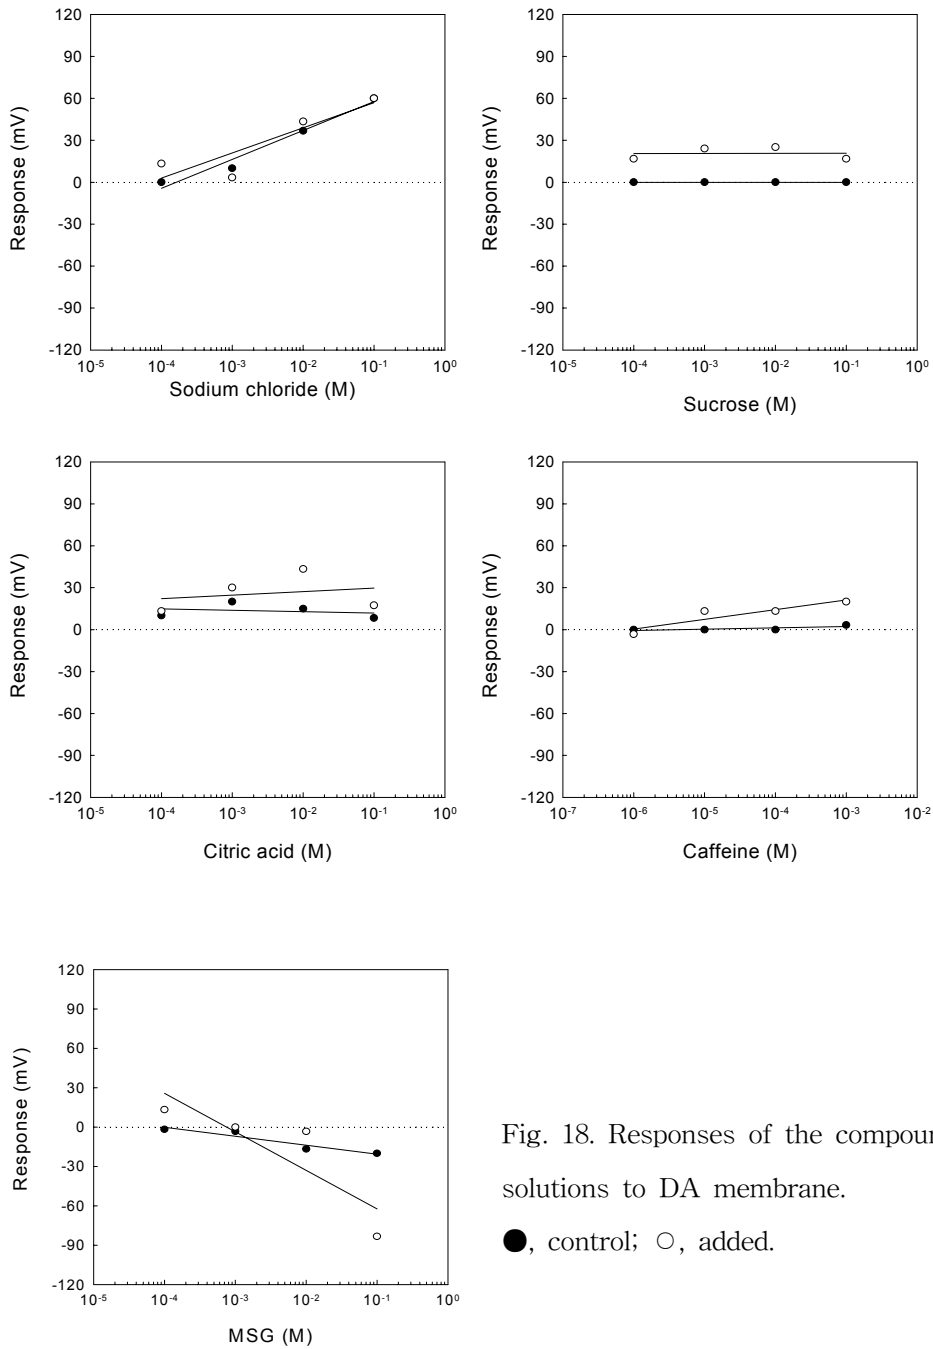 120
90
60
30
0
-30
-60
-90
-120
Response (mV)
10⁻⁵ 10⁻⁴ 10⁻³ 10⁻² 10⁻¹ 10⁰
Sodium chloride (M)
120
90
60
30
0
-30
-60
-90
-120
Response (mV)
10⁻⁵ 10⁻⁴ 10⁻³ 10⁻² 10⁻¹ 10⁰
Sucrose (M)
120
90
60
30
0
-30
-60
-90
-120
Response (mV)
10⁻⁵ 10⁻⁴ 10⁻³ 10⁻² 10⁻¹ 10⁰
Citric acid (M)
120
90
60
30
0
-30
-60
-90
-120
Response (mV)
10⁻⁷ 10⁻⁶ 10⁻⁵ 10⁻⁴ 10⁻³ 10⁻²
Caffeine (M)
120
90
60
30
0
-30
-60
-90
-120
Response (mV)
10⁻⁵ 10⁻⁴ 10⁻³ 10⁻² 10⁻¹ 10⁰
MSG (M)
Fig. 18. Responses of the
solutions to DA membrane.
●, control; ○, added.